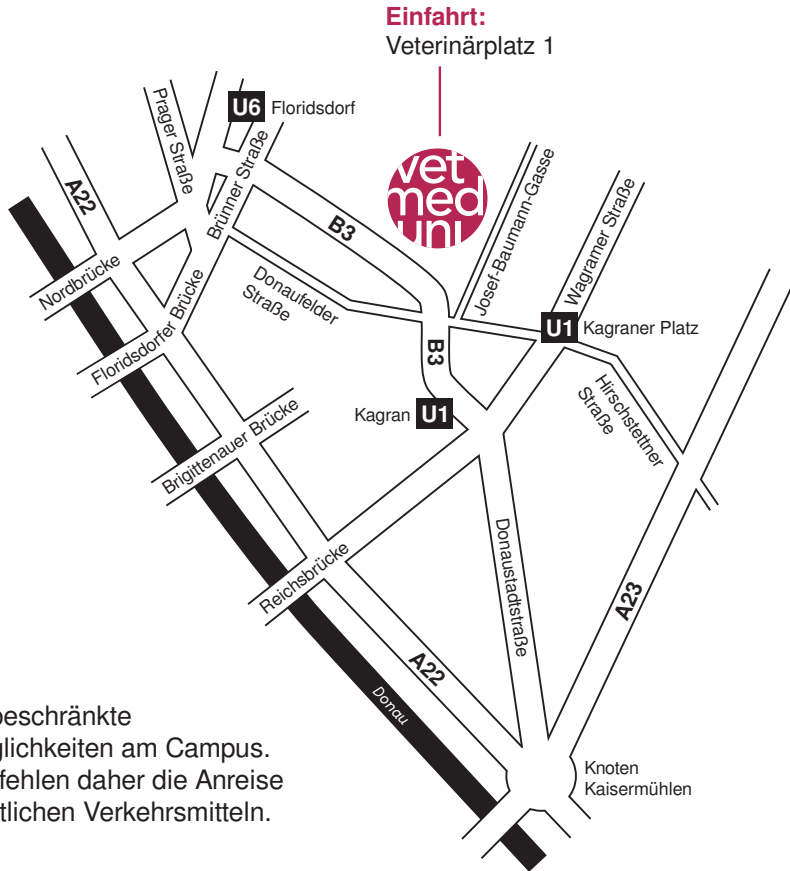 Einfahrt:
Veterinärplatz 1
U6 Floridsdorf
Prager Straße
Brünner Straße
A22
B3
vet
med
uni
Josef-Baumann-Gasse
Wagramer Straße
Nordbrücke
Donaufelder
Straße
Floridsdorfer Brücke
B3
U1 Kagraner Platz
Kagran U1
Hirschstettner
Straße
Brigittenauer Brücke
Reichsbrücke
Donaustadtstraße
A23
A22
Donau
beschränkte
glichkeiten am Campus.
fehlen daher die Anreise
tlichen Verkehrsmitteln.
Knoten
Kaisermühlen